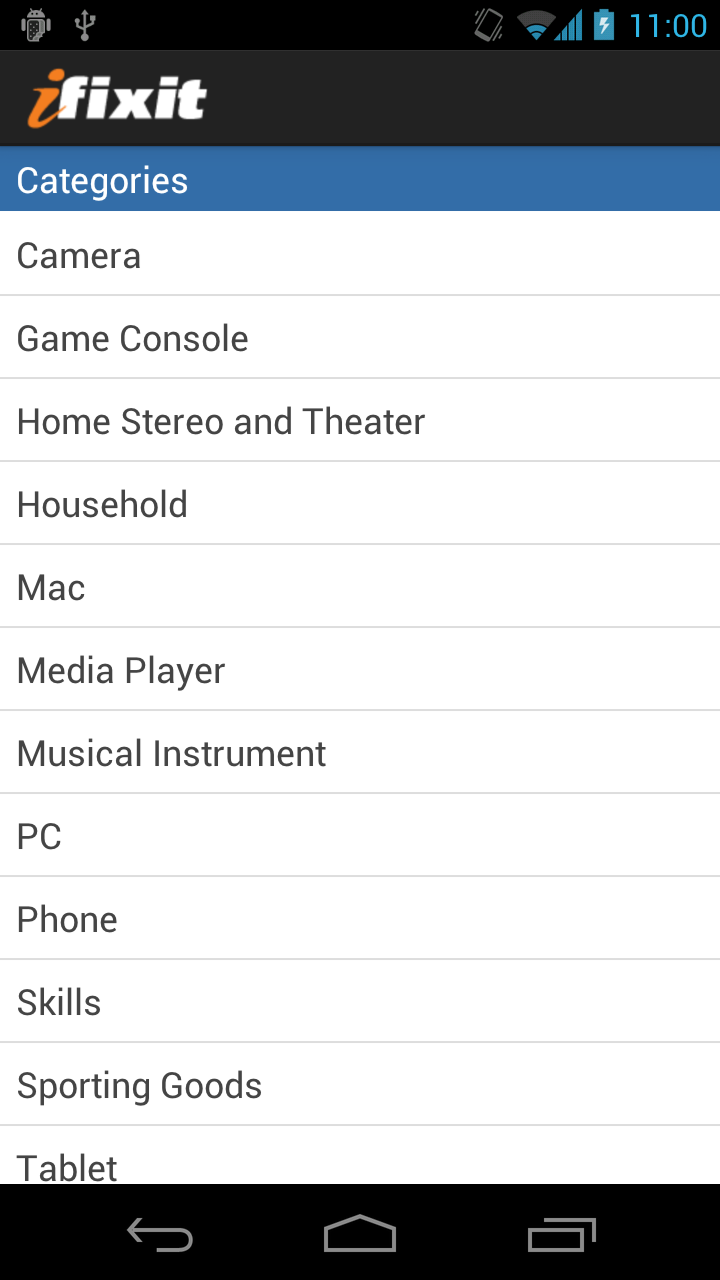 11:00
ifixit
Categories
Camera
Game Console
Home Stereo and Theater
Household
Mac
Media Player
Musical Instrument
PC
Phone
Skills
Sporting Goods
Tablet